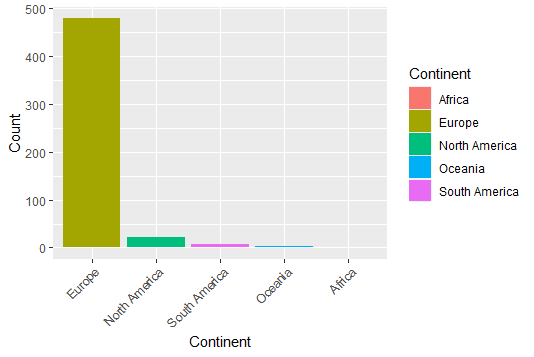 500
400
300
200
100
0
Count
Europe
North America
South America
Oceania
Africa
Continent
Continent
Africa
Europe
North America
Oceania
South America